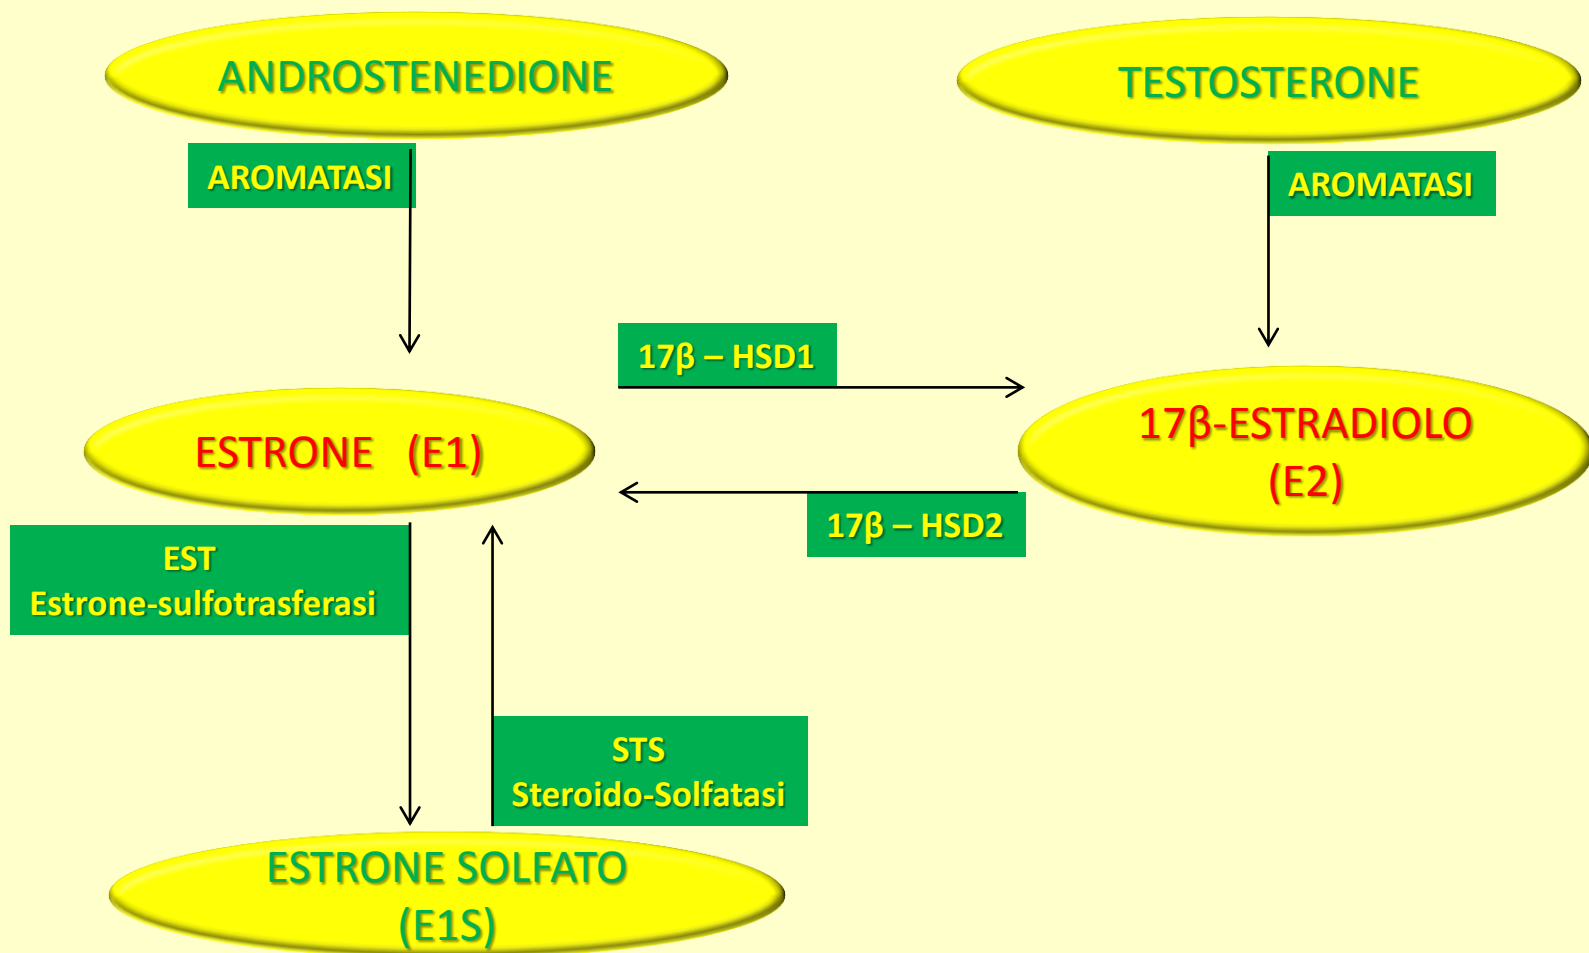 ANDROSTENEDIONE
TESTOSTERONE
AROMATASI
AROMATASI
17β – HSD1
ESTRONE (E1)
17β-ESTRADIOLO
(E2)
17β – HSD2
EST
Estrone-sulfotrasferasi
STS
Steroido-Solfatasi
ESTRONE SOLFATO
(E1S)